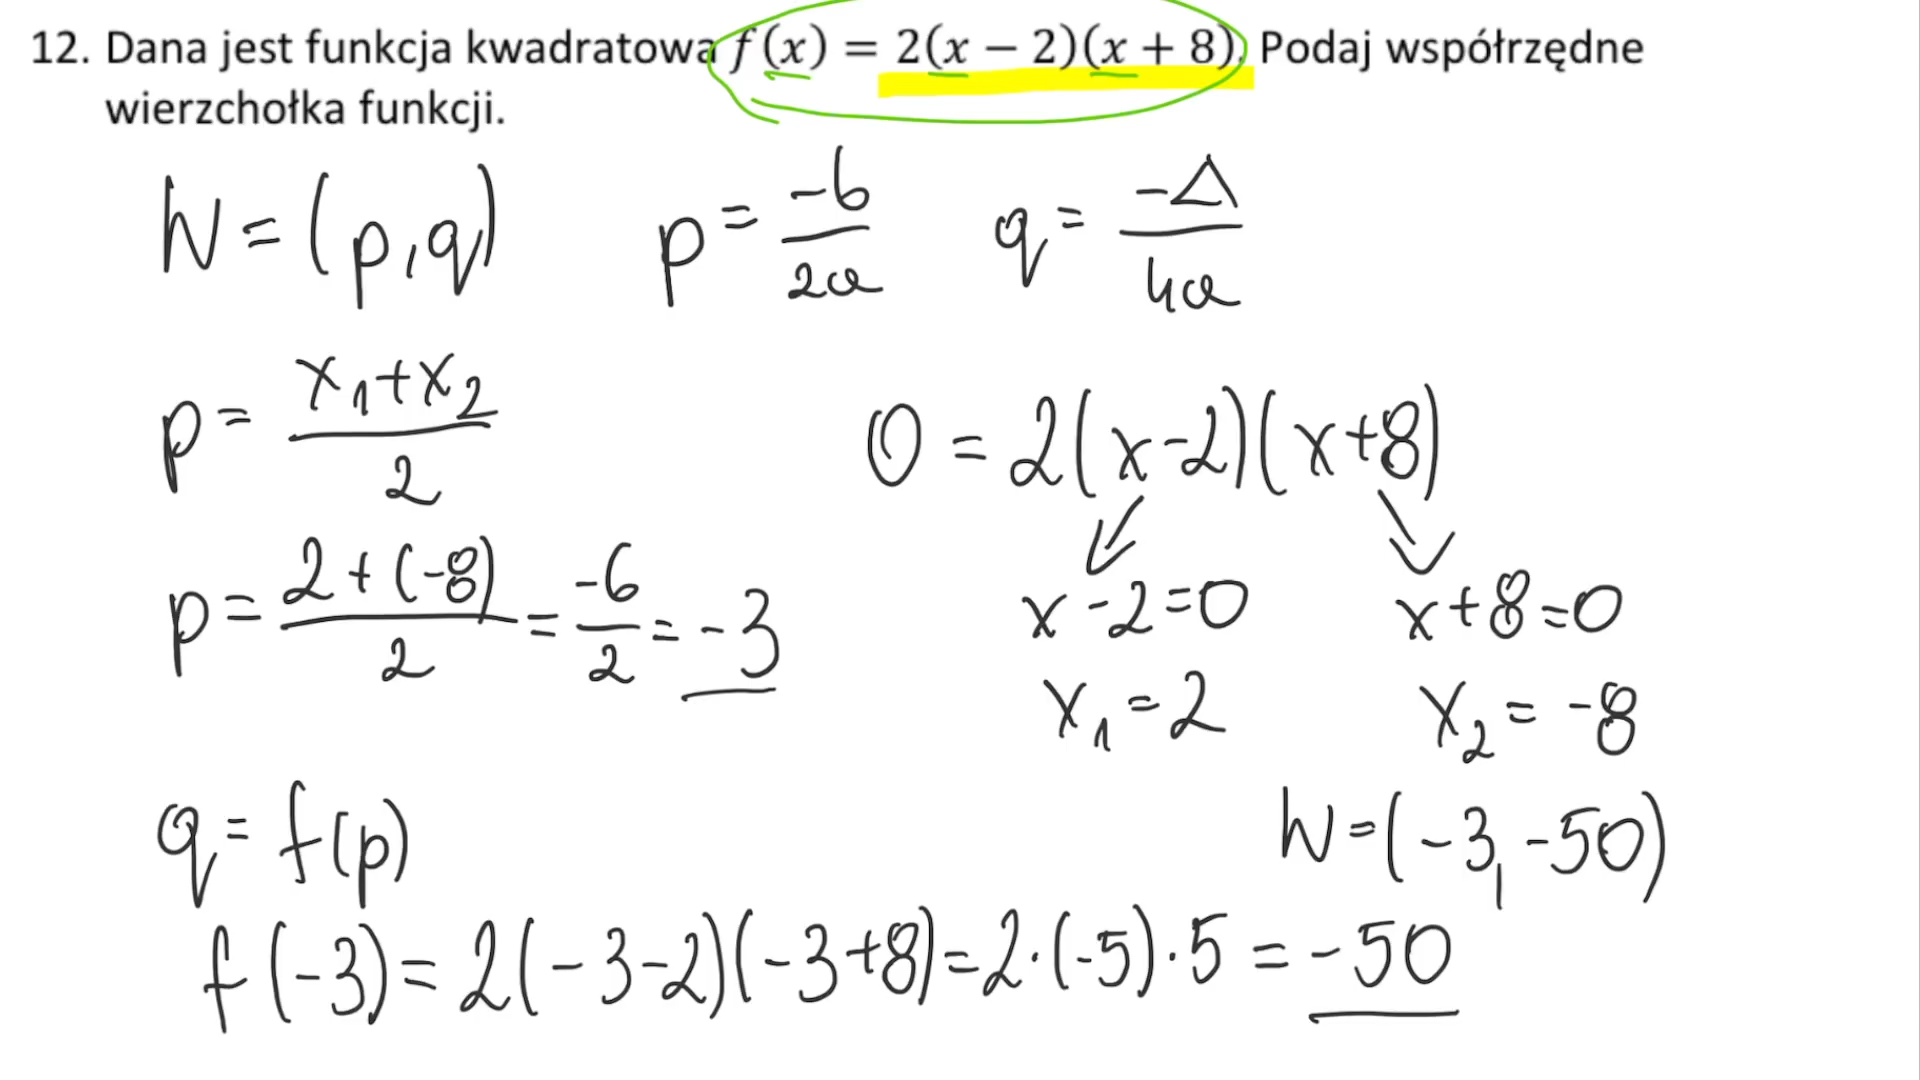 12. Dana jest funkcja kwadratowa f(x) = 2(x − 2)(x + 8). Podaj współrzędne
wierzchołka funkcji.
W = (p, q) p = -b/2a q = -Δ/4a
p = (x₁+x₂)/2
0 = 2(x-2)(x+8)
p = (2+(-8))/2 = -6/2 = -3
x-2=0 x+8=0
x₁=2 x₂=-8
q = f(p)
W=(-3, -50)
f(-3)=2(-3-2)(-3+8)=2·(-5)·5=-50